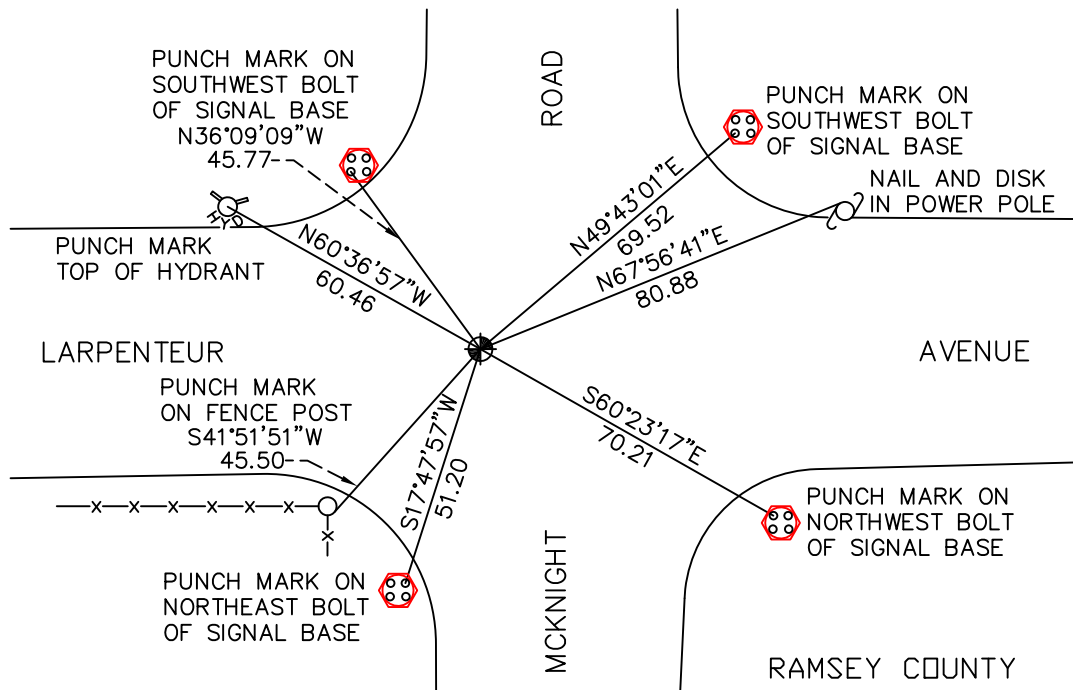 PUNCH MARK ON
SOUTHWEST BOLT
OF SIGNAL BASE
N36°09'09"W
45.77
ROAD
PUNCH MARK ON
SOUTHWEST BOLT
OF SIGNAL BASE
NAIL AND DISK
IN POWER POLE
HYD
PUNCH MARK
TOP OF HYDRANT
N60°36'57"W
60.46
N49°43'01"E
69.52
N67°56'41"E
80.88
LARPENTEUR
AVENUE
PUNCH MARK
ON FENCE POST
S41°51'51"W
45.50
S17°47'57"W
51.20
S60°23'17"E
70.21
X X X X X
X
PUNCH MARK ON
NORTHWEST BOLT
OF SIGNAL BASE
PUNCH MARK ON
NORTHEAST BOLT
OF SIGNAL BASE
MCKNIGHT
RAMSEY COUNTY